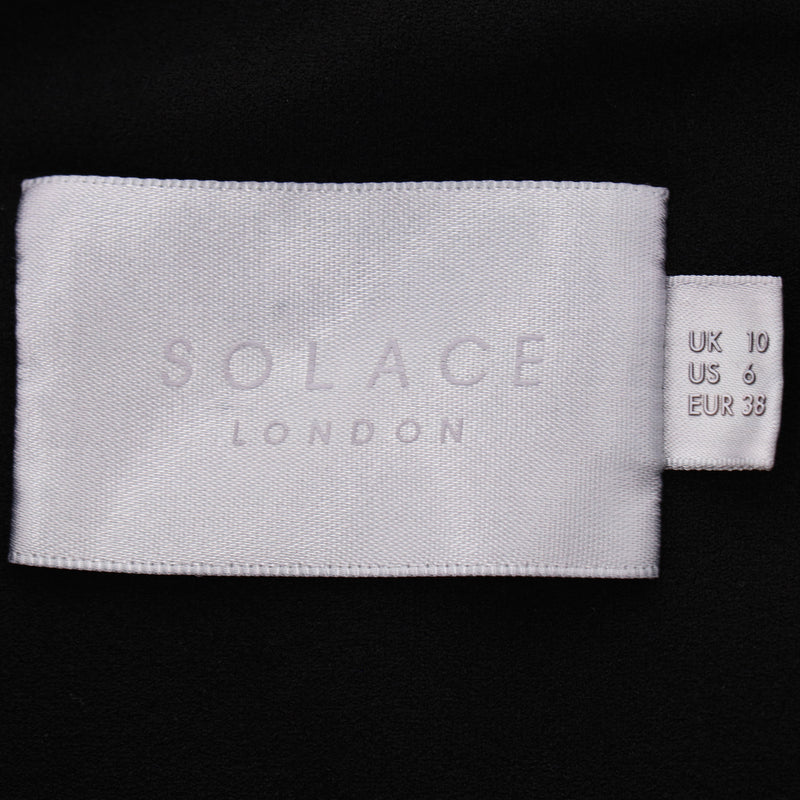 SOLACE
LONDON
UK 10
US 6
EUR 38